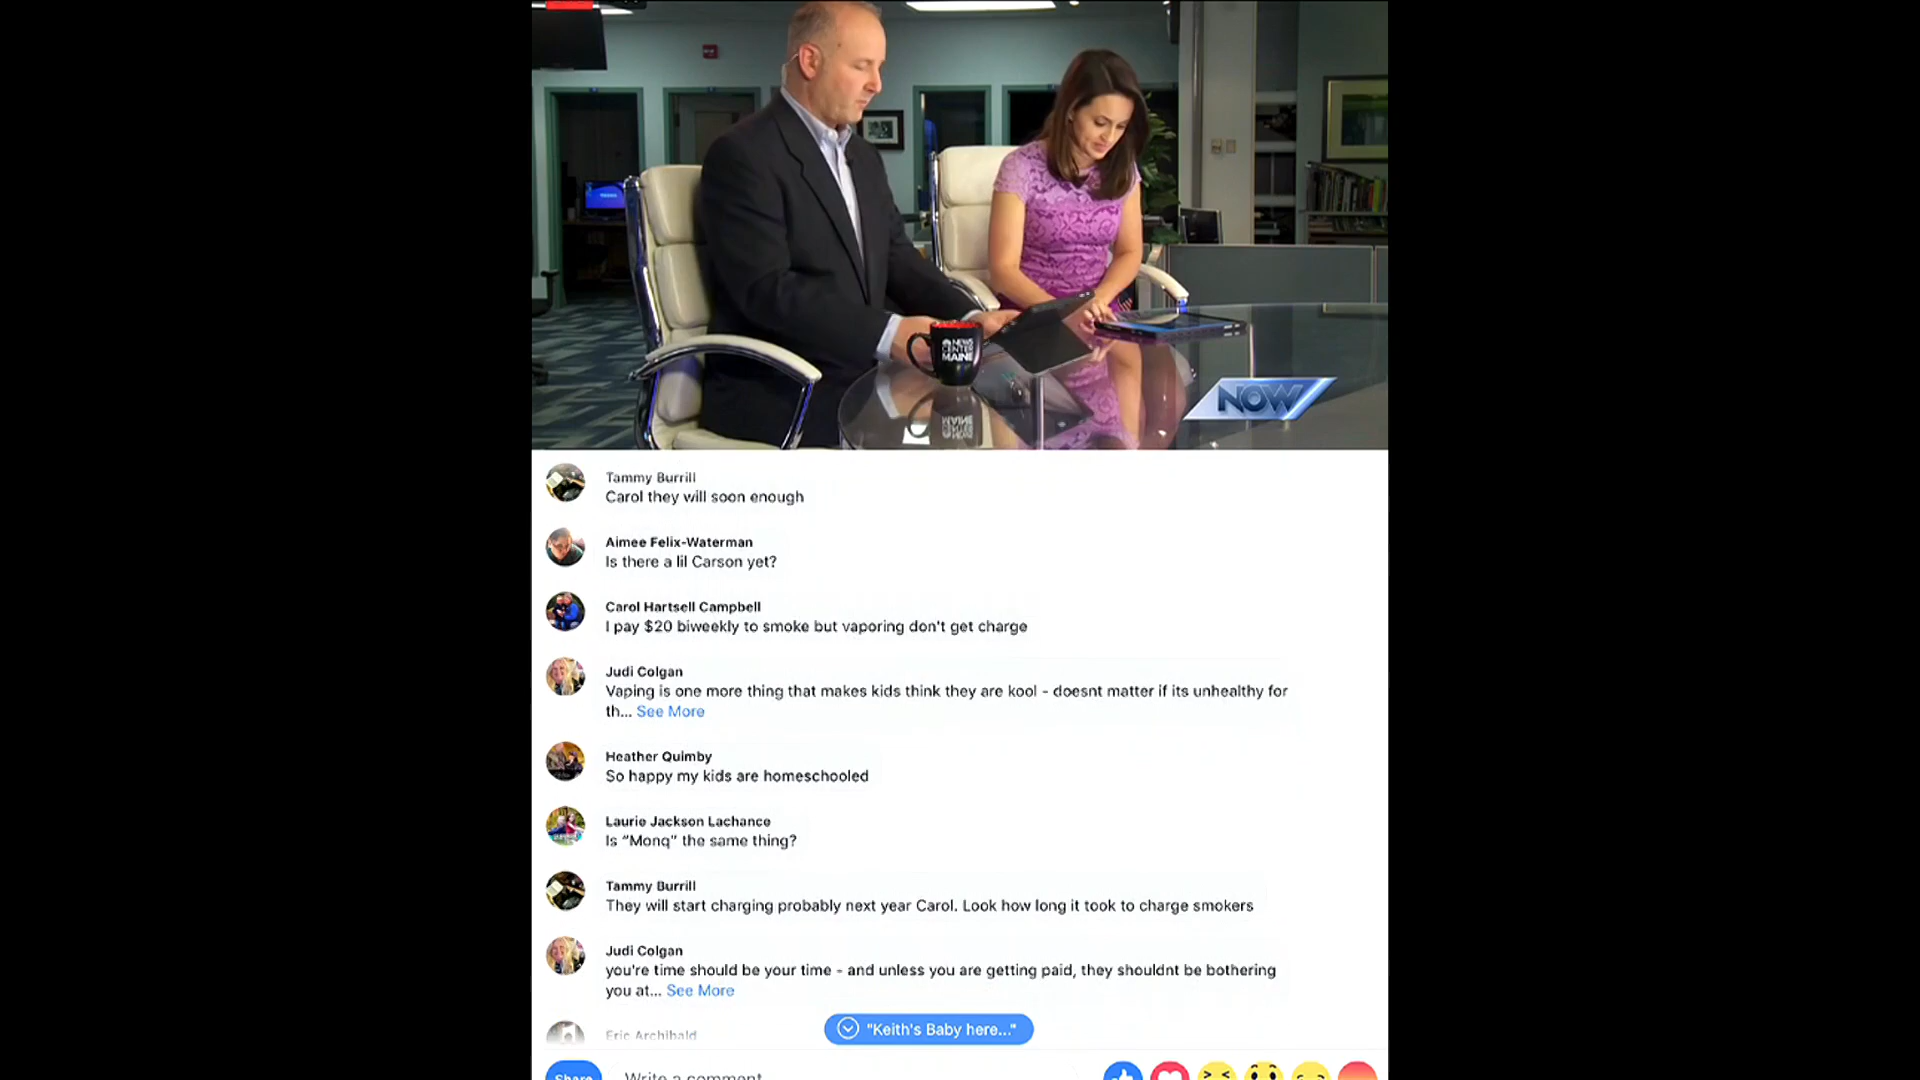 NEWS
CENTER
MAINE
NOW
Tammy Burrill
Carol they will soon enough
Aimee Felix-Waterman
Is there a lil Carson yet?
Carol Hartsell Campbell
I pay $20 biweekly to smoke but vaporing don't get charge
Judi Colgan
Vaping is one more thing that makes kids think they are kool - doesnt matter if its unhealthy for
th... See More
Heather Quimby
So happy my kids are homeschooled
Laurie Jackson Lachance
Is “Monq” the same thing?
Tammy Burrill
They will start charging probably next year Carol. Look how long it took to charge smokers
Judi Colgan
you're time should be your time - and unless you are getting paid, they shouldnt be bothering
you at... See More
Eric Archibald
"Keith's Baby here..."
Share
Write a comment